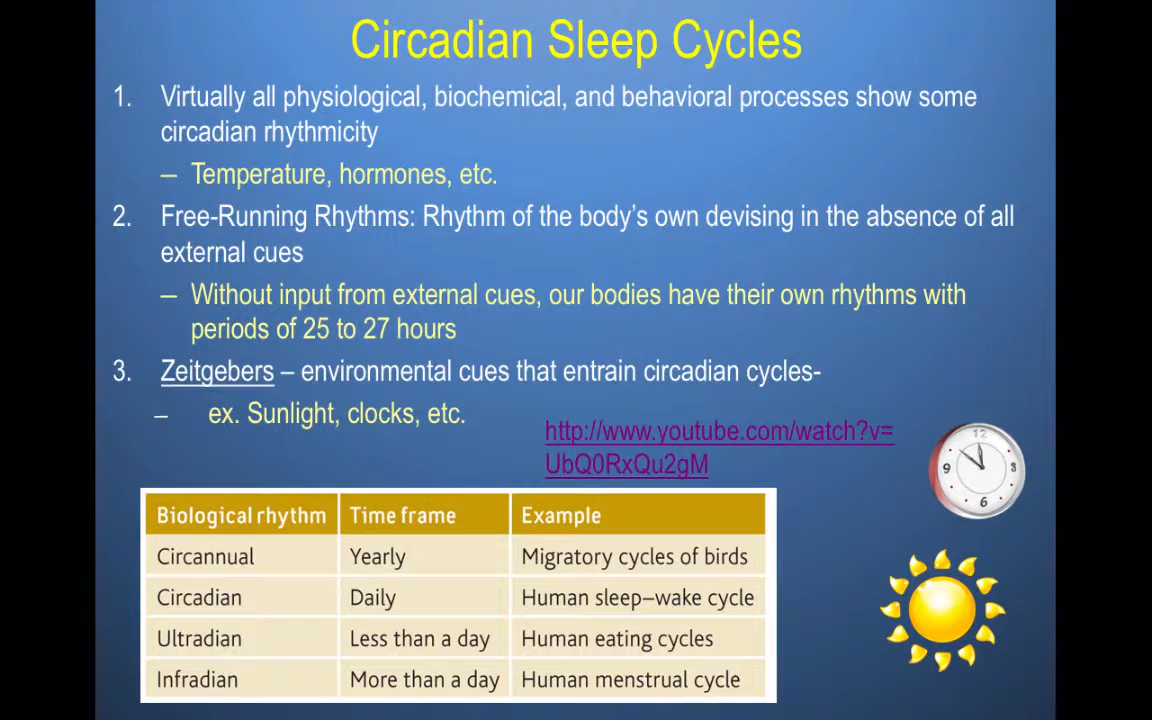 Circadian Sleep Cycles
1. Virtually all physiological, biochemical, and behavioral processes show some
circadian rhythmicity
– Temperature, hormones, etc.
2. Free-Running Rhythms: Rhythm of the body’s own devising in the absence of all
external cues
– Without input from external cues, our bodies have their own rhythms with
periods of 25 to 27 hours
3. Zeitgebers – environmental cues that entrain circadian cycles-
– ex. Sunlight, clocks, etc.
http://www.youtube.com/watch?v=
UbQ0RxQu2gM
12
9 3
6
Biological rhythm Time frame Example
Circannual Yearly Migratory cycles of birds
Circadian Daily Human sleep–wake cycle
Ultradian Less than a day Human eating cycles
Infradian More than a day Human menstrual cycle